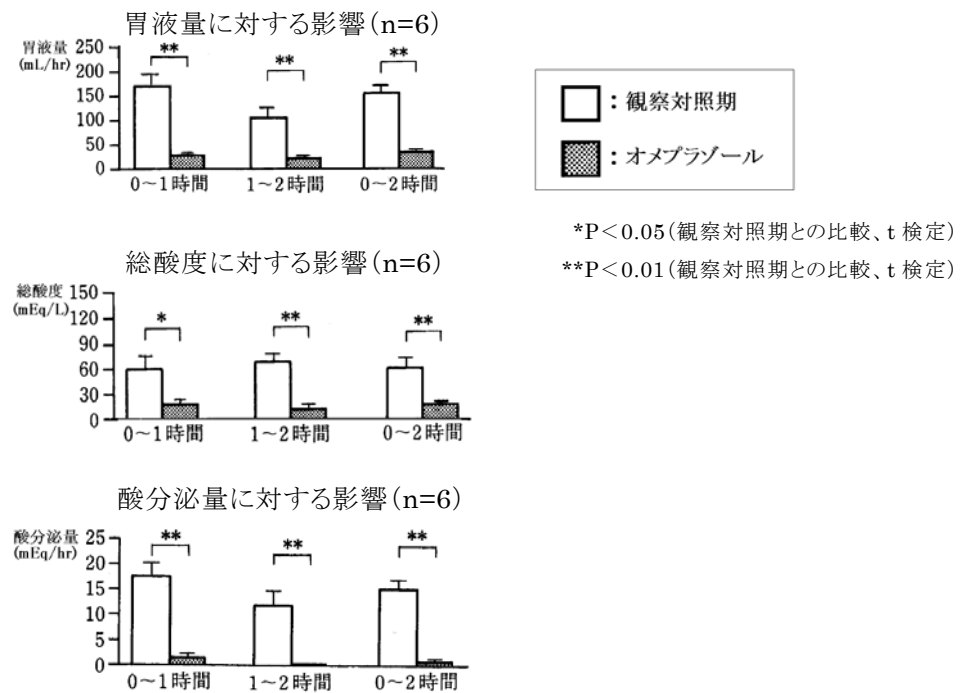 胃液量に対する影響(n=6)
胃液量
(mL/hr)
250
200
150
100
50
0
**
**
**
0~1時間
1~2時間
0~2時間
:観察対照期
:オメプラゾール
*P<0.05(観察対照期との比較、t 検定)
**P<0.01(観察対照期との比較、t 検定)
総酸度に対する影響(n=6)
総酸度
(mEq/L)
150
120
90
60
30
0
*
**
**
0~1時間
1~2時間
0~2時間
酸分泌量に対する影響(n=6)
酸分泌量
(mEq/hr)
25
20
15
10
5
0
**
**
**
0~1時間
1~2時間
0~2時間